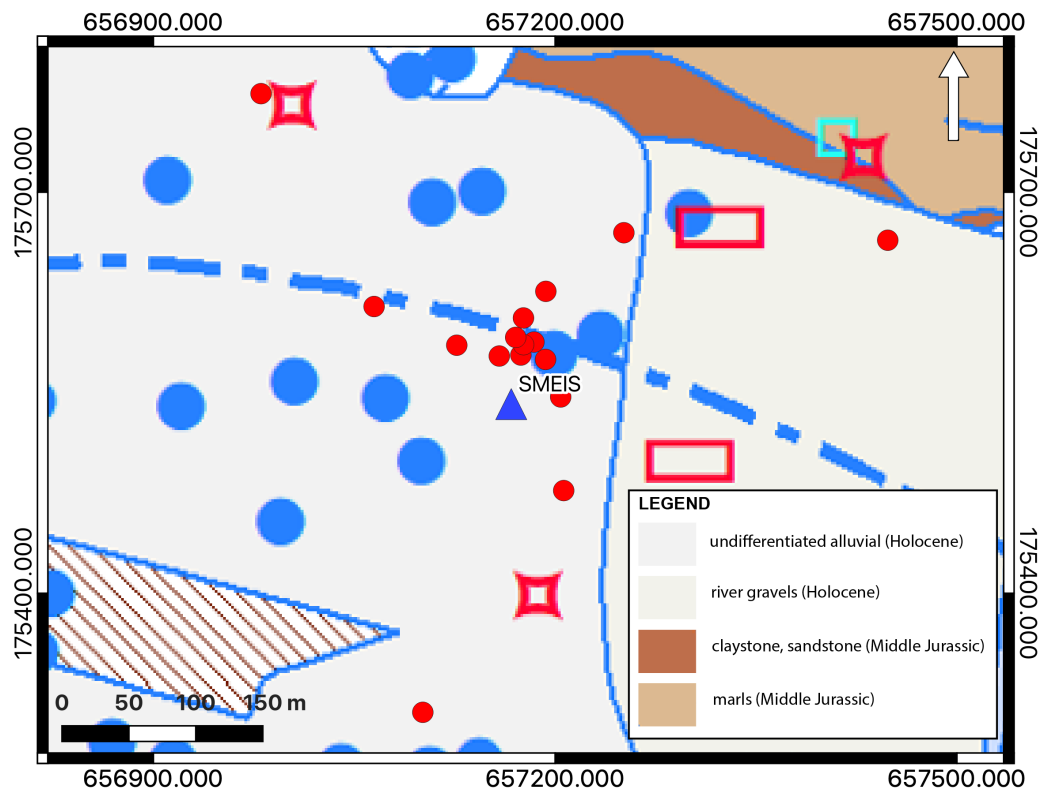 656900.000 657200.000 657500.000
175700.000 175700.000
SMEIS
LEGEND
undifferentiated alluvial (Holocene)
river gravels (Holocene)
claystone, sandstone (Middle Jurassic)
marls (Middle Jurassic)
175400.000 175400.000
0 50 100 150 m
656900.000 657200.000 657500.000